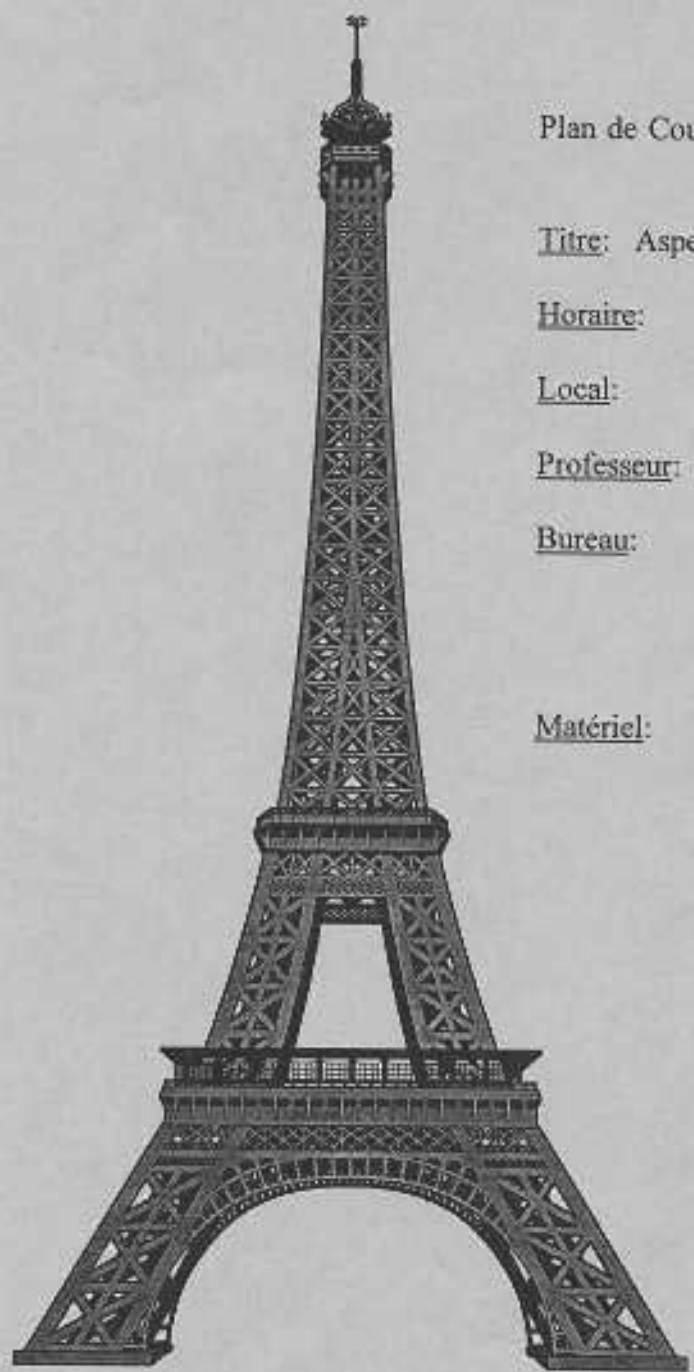 Plan de Cou
Titre: Aspe
Horaire:
Local:
Professeur:
Bureau:
Matériel: